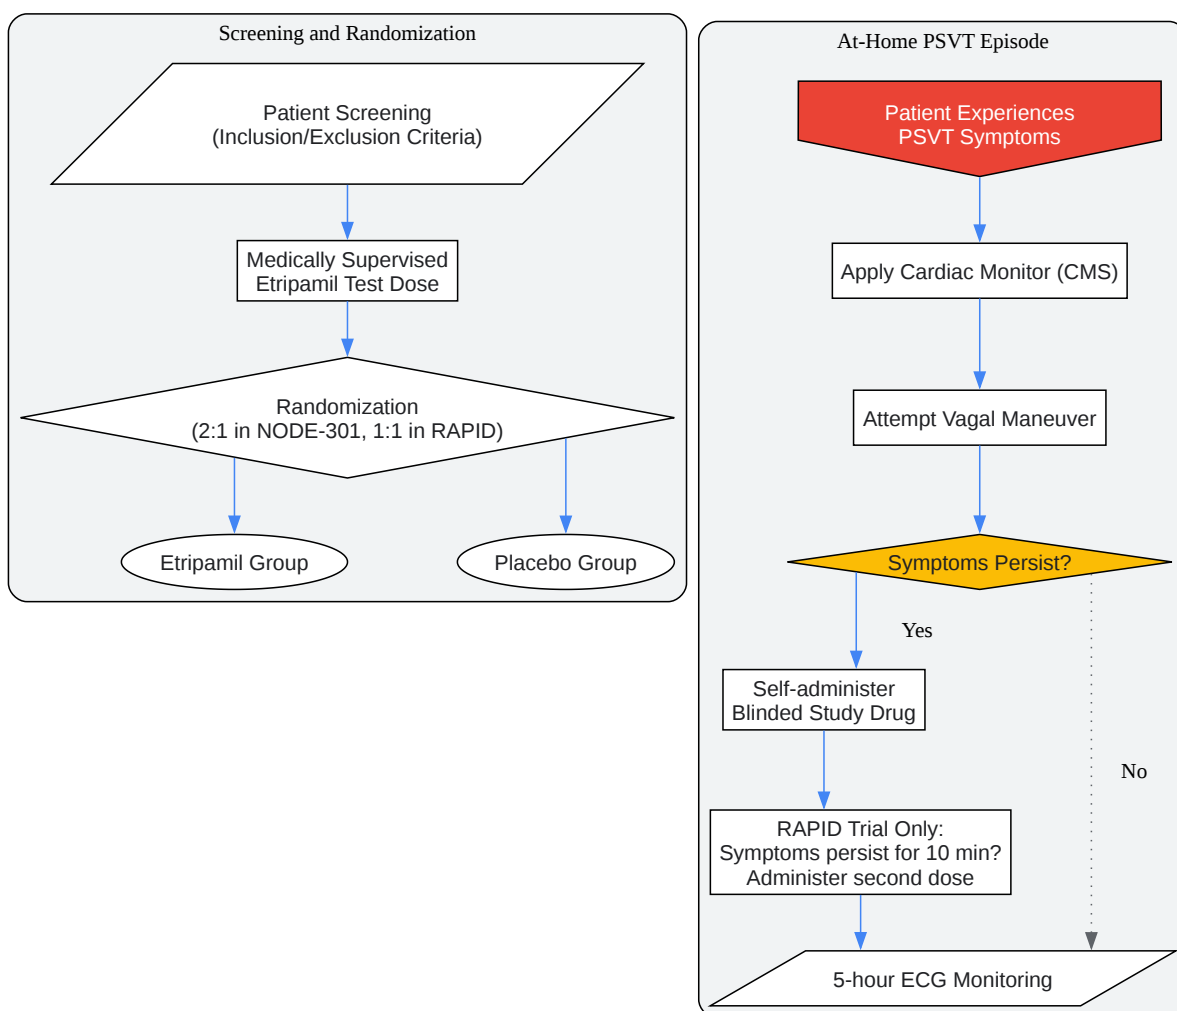 Screening and Randomization
Patient Screening
(Inclusion/Exclusion Criteria)
Medically Supervised
Etripamil Test Dose
Randomization
(2:1 in NODE-301, 1:1 in RAPID)
Etripamil Group
Placebo Group
At-Home PSVT Episode
Patient Experiences
PSVT Symptoms
Apply Cardiac Monitor (CMS)
Attempt Vagal Maneuver
Symptoms Persist?
Yes
Self-administer
Blinded Study Drug
No
RAPID Trial Only:
Symptoms persist for 10 min?
Administer second dose
5-hour ECG Monitoring